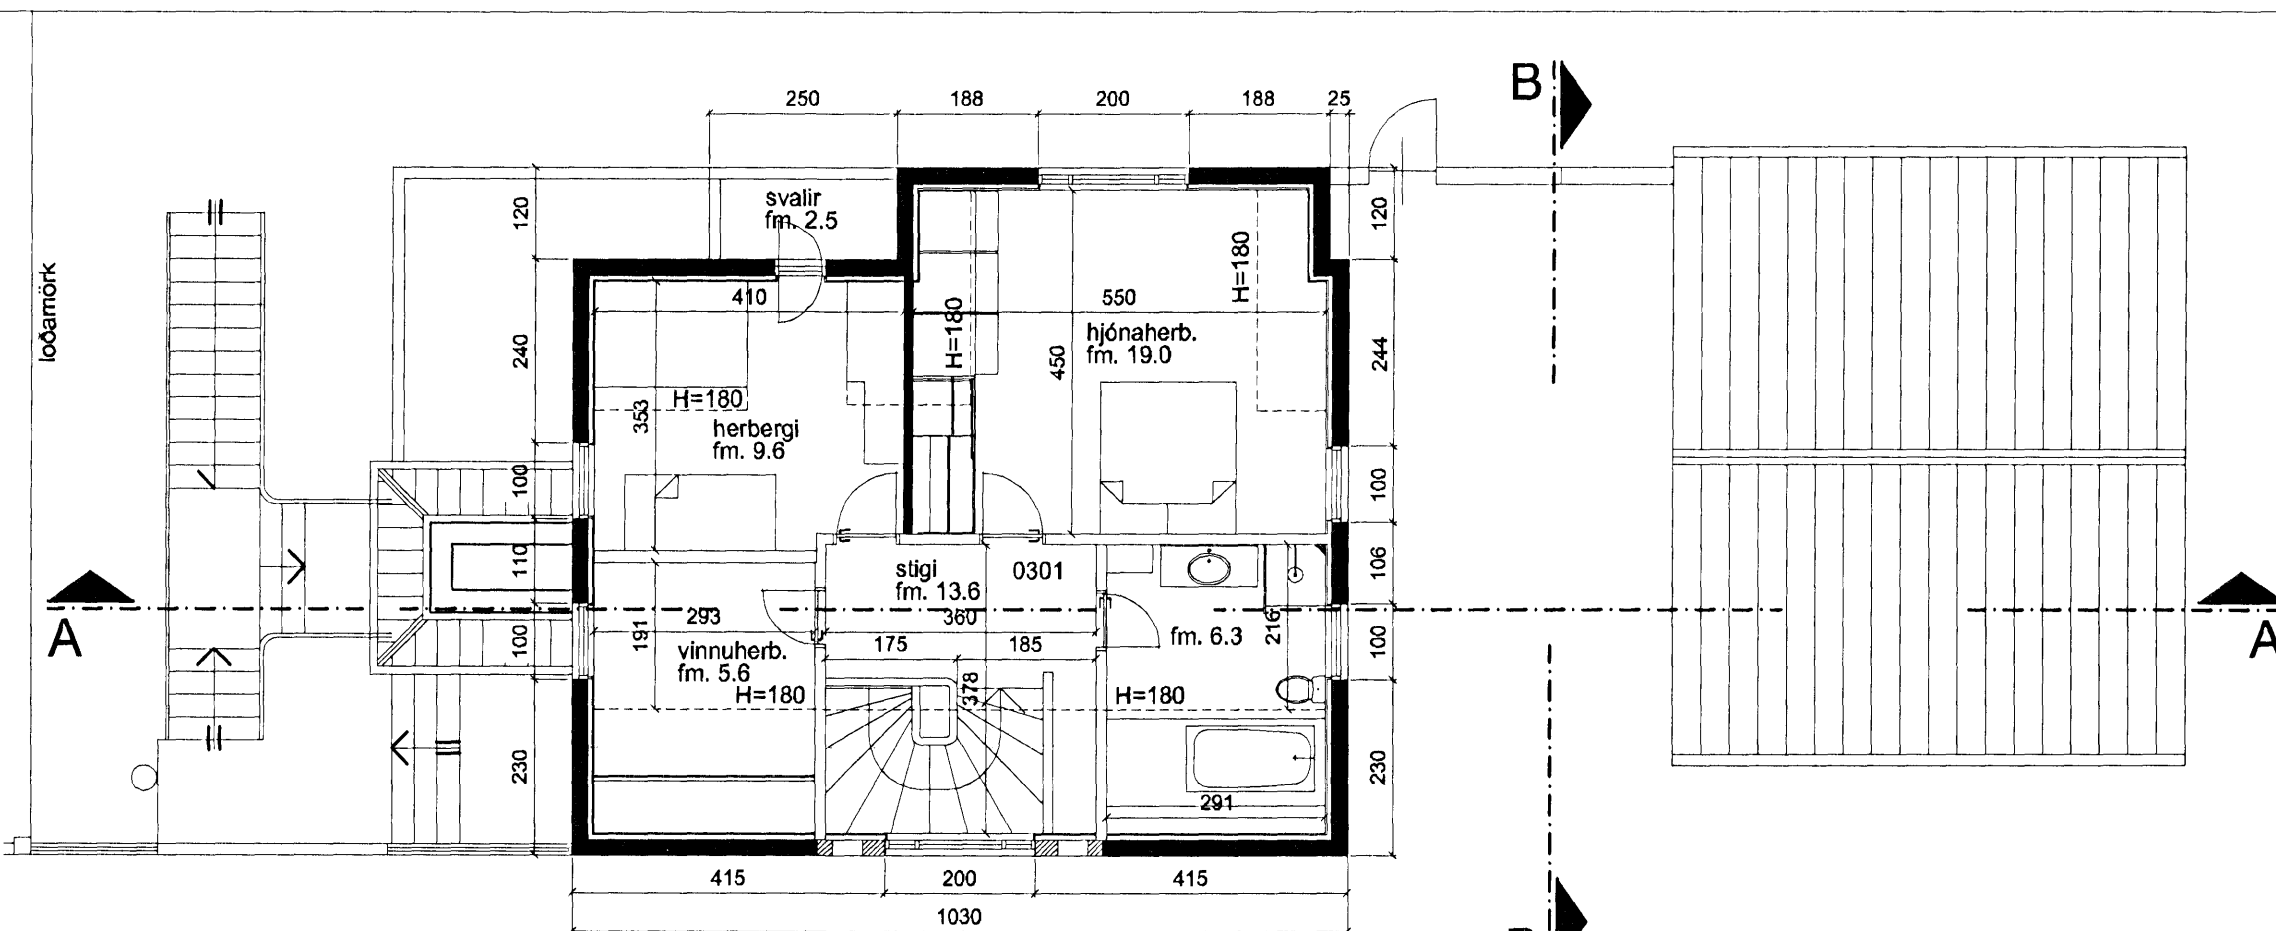 B
250 188 200 188 25
svalir
fm. 2.5
120
120
loðamörk
H=180
410
550
H=180
hjónaherb.
fm. 19.0
240
450
244
353
H=180
herbergi
fm. 9.6
100
100
stigi
fm. 13.6
0301
110
106
A
293
360
191
175
185
216
fm. 6.3
100
100
A
vinnuherb.
fm. 5.6
H=180
378
H=180
230
230
291
415 200 415
1030